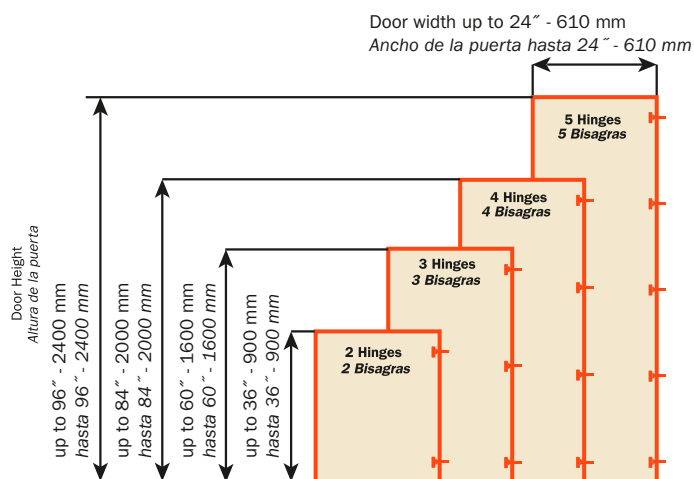 Door width up to 24˝ - 610 mm
Ancho de la puerta hasta 24˝ - 610 mm
5 Hinges
5 Bisagras
4 Hinges
4 Bisagras
3 Hinges
3 Bisagras
2 Hinges
2 Bisagras
Door Height
Altura de la puerta
up to 96˝ - 2400 mm
hasta 96˝ - 2400 mm
up to 84˝ - 2000 mm
hasta 84˝ - 2000 mm
up to 60˝ - 1600 mm
hasta 60˝ - 1600 mm
up to 36˝ - 900 mm
hasta 36˝ - 900 mm